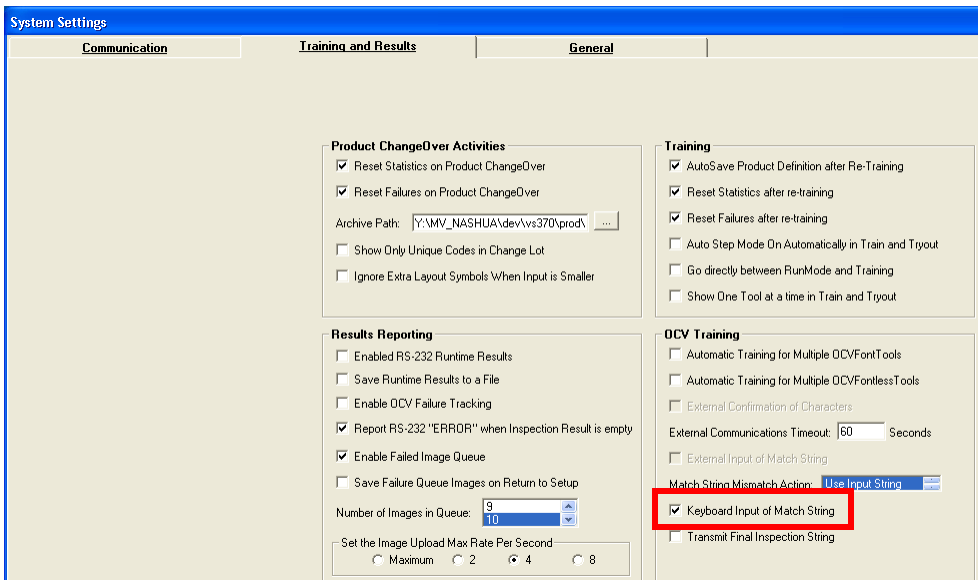 System Settings
Communication
Training and Results
General
Product ChangeOver Activities
Reset Statistics on Product ChangeOver
Reset Failures on Product ChangeOver
Archive Path: Y:\MV_NASHUA\dev\vs370\prod\ ...
Show Only Unique Codes in Change Lot
Ignore Extra Layout Symbols When Input is Smaller
Training
AutoSave Product Definition after Re-Training
Reset Statistics after re-training
Reset Failures after re-training
Auto Step Mode On Automatically in Train and Tryout
Go directly between RunMode and Training
Show One Tool at a time in Train and Tryout
Results Reporting
Enabled RS-232 Runtime Results
Save Runtime Results to a File
Enable OCV Failure Tracking
Report RS-232 "ERROR" when Inspection Result is empty
Enable Failed Image Queue
Save Failure Queue Images on Return to Setup
Number of Images in Queue: 9
10
Set the Image Upload Max Rate Per Second
Maximum 2 4 8
OCV Training
Automatic Training for Multiple OCVFontTools
Automatic Training for Multiple OCVFontlessTools
External Confirmation of Characters
External Communications Timeout: 60 Seconds
External Input of Match String
Match String Mismatch Action: Use Input String
Keyboard Input of Match String
Transmit Final Inspection String